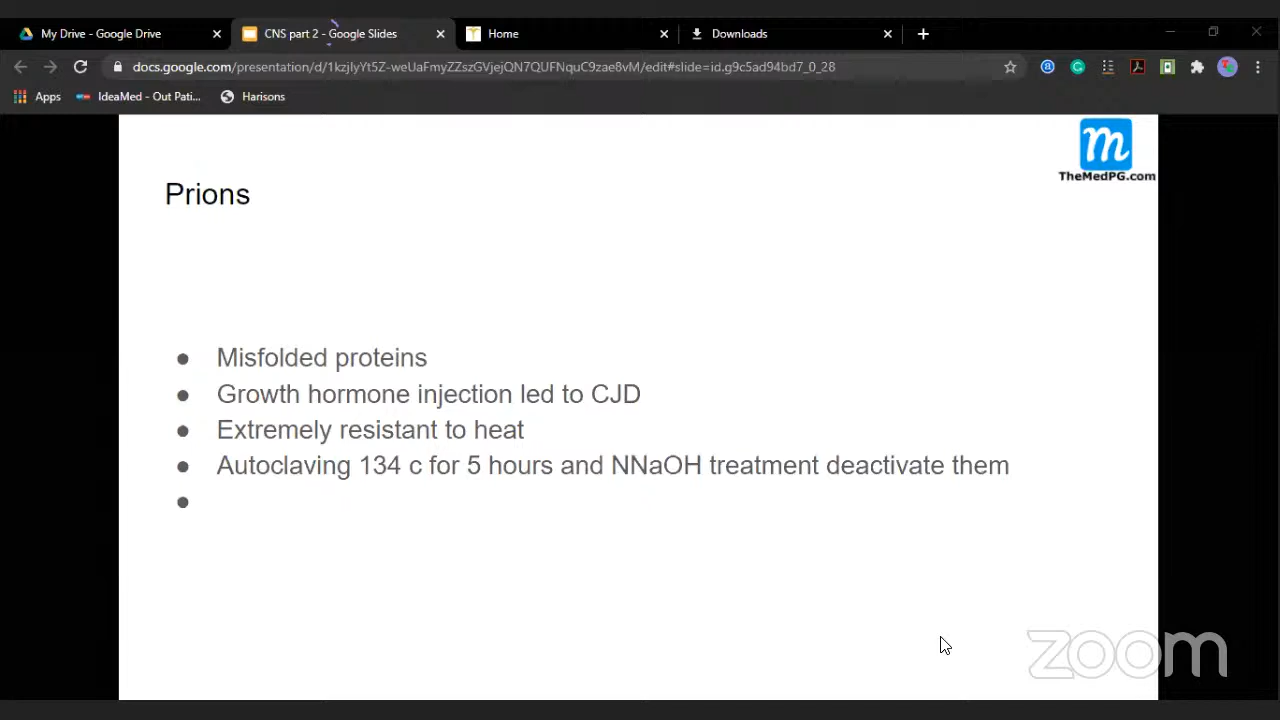 My Drive - Google Drive
CNS part 2 - Google Slides
Home
Downloads
docs.google.com/presentation/d/1kzjlyYt5Z-weUaFmyZZszGVjejQN7QUFNquC9zae8vM/edit#slide=id.g9c5ad94bd7_0_28
Apps
IdeaMed - Out Pati...
Harisons
m
TheMedPG.com
Prions
Misfolded proteins
Growth hormone injection led to CJD
Extremely resistant to heat
Autoclaving 134 c for 5 hours and NNaOH treatment deactivate them
zoom